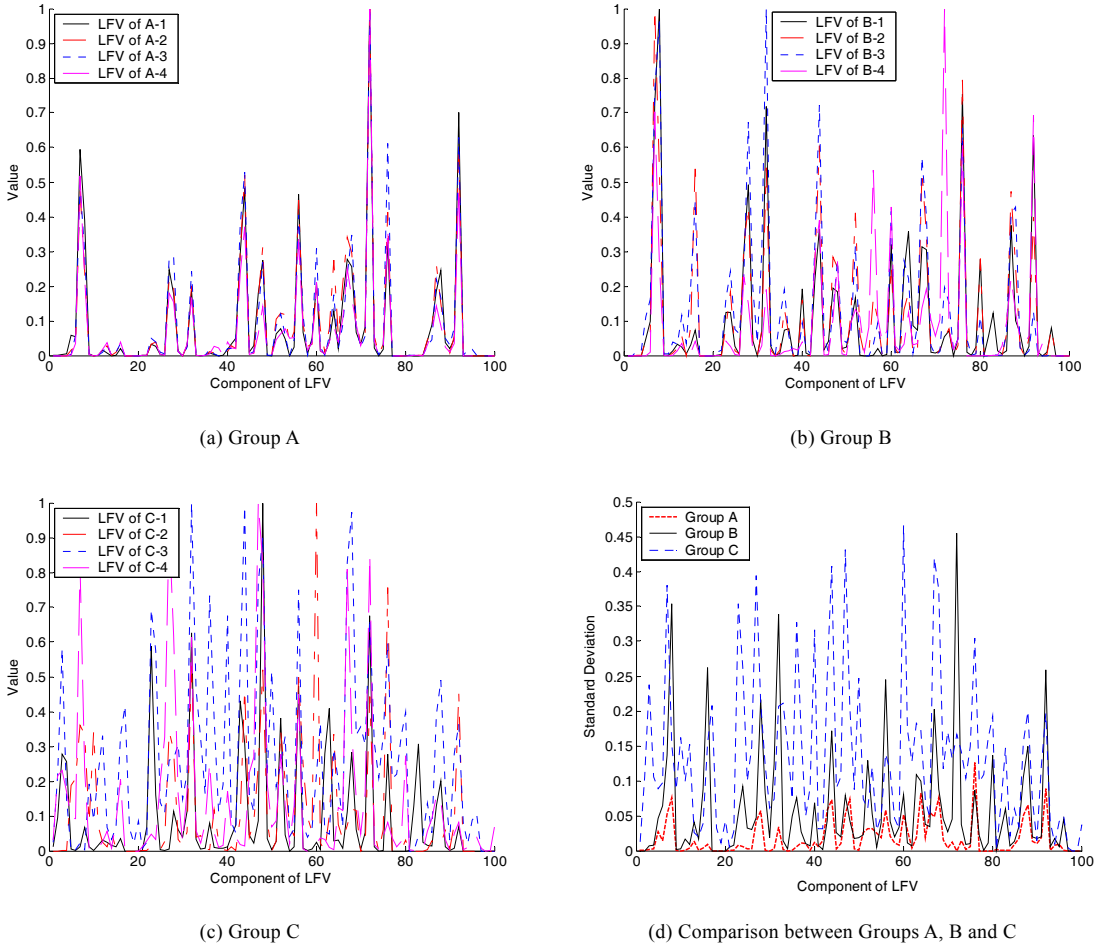 LFV of A-1
LFV of A-2
LFV of A-3
LFV of A-4
1
0.9
0.8
0.7
0.6
0.5
0.4
0.3
0.2
0.1
0
Value
0 20 40 60 80 100
Component of LFV
(a) Group A
LFV of B-1
LFV of B-2
LFV of B-3
LFV of B-4
1
0.9
0.8
0.7
0.6
0.5
0.4
0.3
0.2
0.1
0
Value
0 20 40 60 80 100
Component of LFV
(b) Group B
LFV of C-1
LFV of C-2
LFV of C-3
LFV of C-4
1
0.9
0.8
0.7
0.6
0.5
0.4
0.3
0.2
0.1
0
Value
0 20 40 60 80 100
Component of LFV
(c) Group C
Group A
Group B
Group C
0.5
0.45
0.4
0.35
0.3
0.25
0.2
0.15
0.1
0.05
0
Standard Deviation
0 20 40 60 80 100
Component of LFV
(d) Comparison between Groups A, B and C